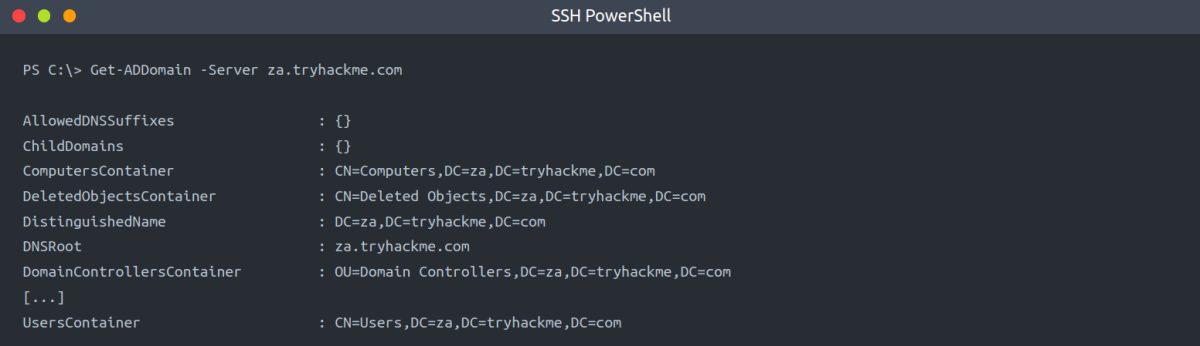 SSH PowerShell
PS C:\> Get-ADDomain -Server za.tryhackme.com
AllowedDNSSuffixes : {}
ChildDomains : {}
ComputersContainer : CN=Computers,DC=za,DC=tryhackme,DC=com
DeletedObjectsContainer : CN=Deleted Objects,DC=za,DC=tryhackme,DC=com
DistinguishedName : DC=za,DC=tryhackme,DC=com
DNSRoot : za.tryhackme.com
DomainControllersContainer : OU=Domain Controllers,DC=za,DC=tryhackme,DC=com
[...]
UsersContainer : CN=Users,DC=za,DC=tryhackme,DC=com